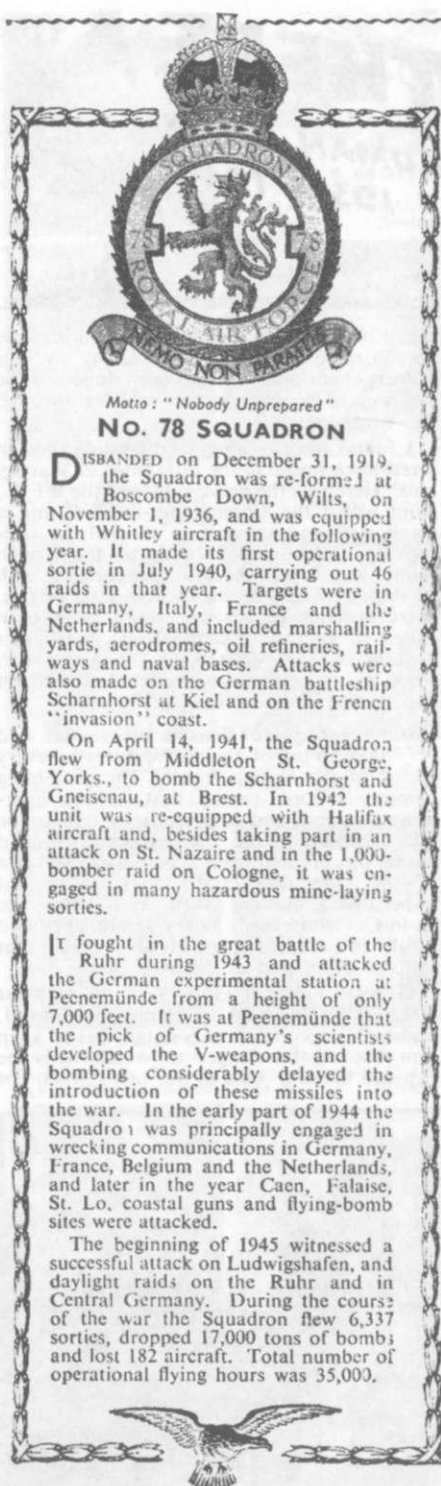 SQUADRON
78 78
ROYAL AIR FORCE
NEMO NON PARATUS
Motto: "Nobody Unprepared"
No. 78 SQUADRON
DISBANDED on December 31, 1919,
the Squadron was re-formed at
Boscombe Down, Wilts, on
November 1, 1936, and was equipped
with Whitley aircraft in the following
year. It made its first operational
sortie in July 1940, carrying out 46
raids in that year. Targets were in
Germany, Italy, France and the
Netherlands, and included marshalling
yards, aerodromes, oil refineries, rail-
ways and naval bases. Attacks were
also made on the German battleship
Scharnhorst at Kiel and on the French
"invasion" coast.
On April 14, 1941, the Squadron
flew from Middleton St. George,
Yorks., to bomb the Scharnhorst and
Gneisenau, at Brest. In 1942 the
unit was re-equipped with Halifax
aircraft and, besides taking part in an
attack on St. Nazaire and in the 1,000-
bomber raid on Cologne, it was en-
gaged in many hazardous mine-laying
sorties.
IT fought in the great battle of the
Ruhr during 1943 and attacked
the German experimental station at
Peenemünde from a height of only
7,000 feet. It was at Peenemünde that
the pick of Germany's scientists
developed the V-weapons, and the
bombing considerably delayed the
introduction of these missiles into
the war. In the early part of 1944 the
Squadron was principally engaged in
wrecking communications in Germany,
France, Belgium and the Netherlands,
and later in the year Caen, Falaise,
St. Lo, coastal guns and flying-bomb
sites were attacked.
The beginning of 1945 witnessed a
successful attack on Ludwigshafen, and
daylight raids on the Ruhr and in
Central Germany. During the course
of the war the Squadron flew 6,337
sorties, dropped 17,000 tons of bombs
and lost 182 aircraft. Total number of
operational flying hours was 35,000.